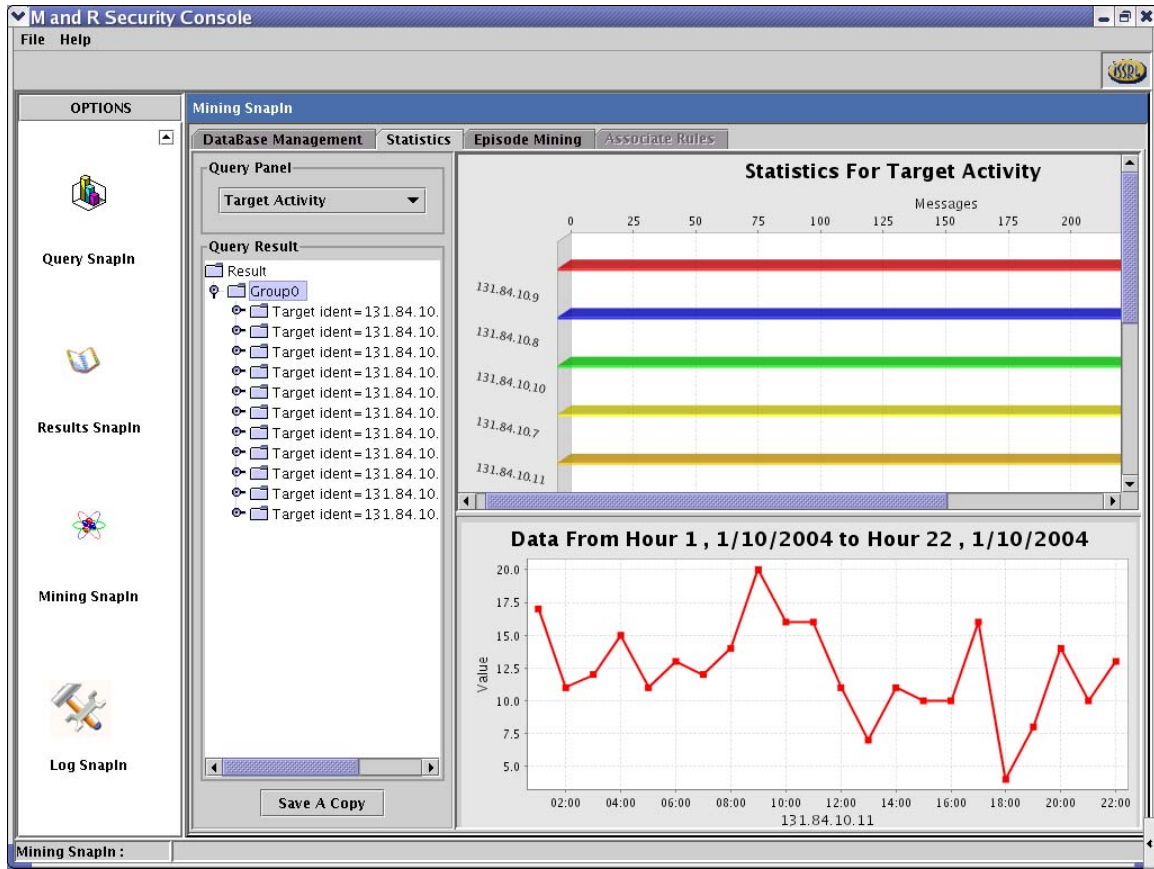 M and R Security Console
File Help
ISSRL
OPTIONS
Query SnapIn
Results SnapIn
Mining SnapIn
Log SnapIn
Mining SnapIn
DataBase Management
Statistics
Episode Mining
Associate Rules
Query Panel
Target Activity
Query Result
Result
Group0
Target ident=131.84.10.
Target ident=131.84.10.
Target ident=131.84.10.
Target ident=131.84.10.
Target ident=131.84.10.
Target ident=131.84.10.
Target ident=131.84.10.
Target ident=131.84.10.
Target ident=131.84.10.
Target ident=131.84.10.
Target ident=131.84.10.
Save A Copy
Statistics For Target Activity
Messages
0 25 50 75 100 125 150 175 200
131.84.10.9
131.84.10.8
131.84.10.10
131.84.10.7
131.84.10.11
Data From Hour 1 , 1/10/2004 to Hour 22 , 1/10/2004
Value
20.0
17.5
15.0
12.5
10.0
7.5
5.0
02:00 04:00 06:00 08:00 10:00 12:00 14:00 16:00 18:00 20:00 22:00
131.84.10.11
Mining SnapIn :